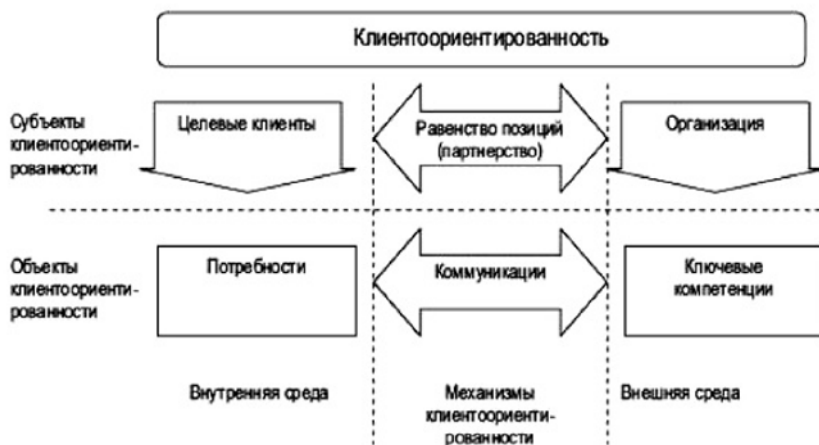 Клиентоориентированность
Субъекты
клиентоориенти-
рованности
Целевые клиенты
Равенство позиций
(партнерство)
Организация
Объекты
клиентоориенти-
рованности
Потребности
Коммуникации
Ключевые
компетенции
Внутренняя среда
Механизмы
клиентоориенти-
рованности
Внешняя среда